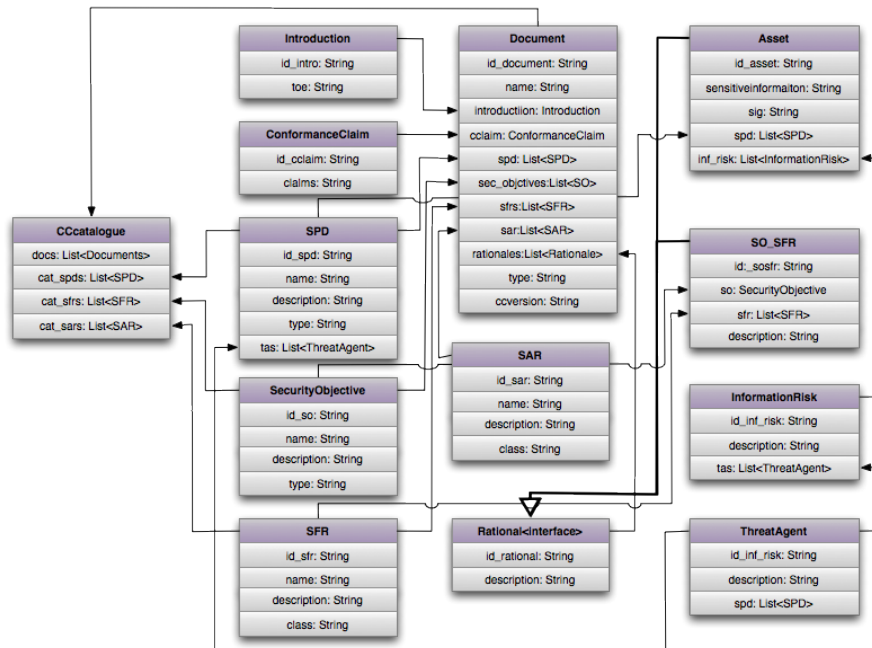 Introduction
id_intro: String
toe: String
Document
id_document: String
name: String
introductiion: Introduction
cclaim: ConformanceClaim
spd: List<SPD>
sec_objctives:List<SO>
sfrs:List<SFR>
sar:List<SAR>
rationales:List<Rationale>
type: String
ccversion: String
Asset
id_asset: String
sensitiveinformaiton: String
sig: String
spd: List<SPD>
inf_risk: List<InformationRisk>
ConformanceClaim
id_cclaim: String
clalms: String
CCcatalogue
docs: List<Documents>
cat_spds: List<SPD>
cat_sfrs: List<SFR>
cat_sars: List<SAR>
SPD
id_spd: String
name: String
description: String
type: String
tas: List<ThreatAgent>
SO_SFR
id:_sosfr: String
so: SecurityObjective
sfr: List<SFR>
description: String
SAR
id_sar: String
name: String
description: String
class: String
SecurityObjective
id_so: String
name: String
description: String
type: String
InformationRisk
id_inf_risk: String
description: String
tas: List<ThreatAgent>
SFR
id_sfr: String
name: String
description: String
class: String
Rational<interface>
id_rational: String
description: String
ThreatAgent
id_inf_risk: String
description: String
spd: List<SPD>